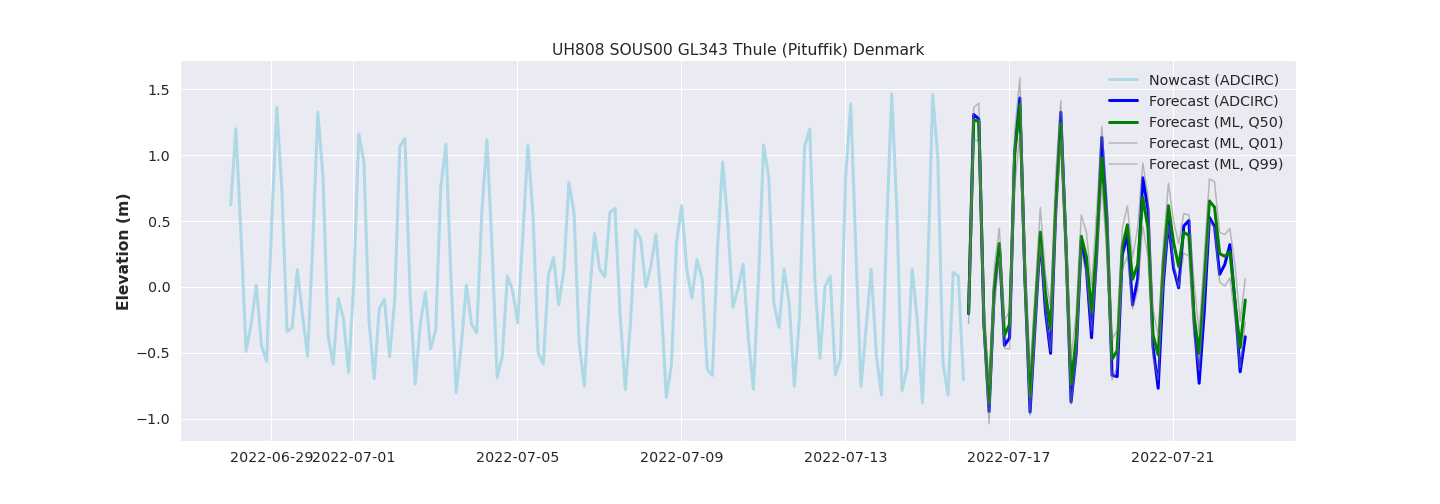 UH808 SOUS00 GL343 Thule (Pituffik) Denmark
Elevation (m)
1.5
1.0
0.5
0.0
−0.5
−1.0
Nowcast (ADCIRC)
Forecast (ADCIRC)
Forecast (ML, Q50)
Forecast (ML, Q01)
Forecast (ML, Q99)
2022-06-29 2022-07-01 2022-07-05 2022-07-09 2022-07-13 2022-07-17 2022-07-21